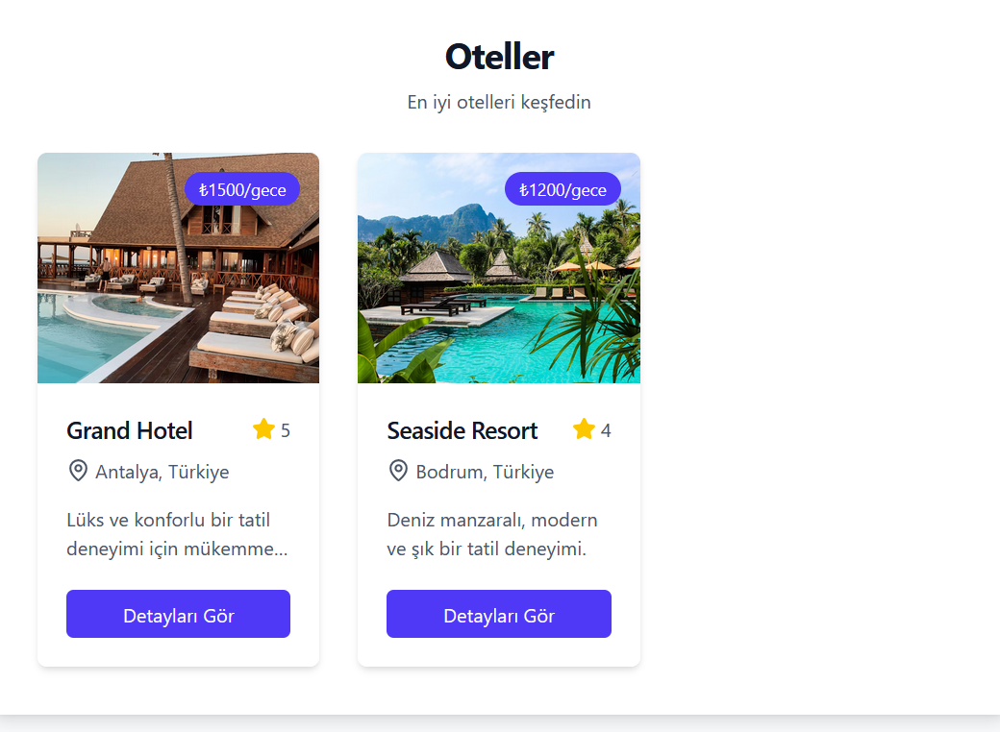 Oteller
En iyi otelleri keşfedin
₺1500/gece
Grand Hotel 5
Antalya, Türkiye
Lüks ve konforlu bir tatil
deneyimi için mükemme...
Detayları Gör
₺1200/gece
Seaside Resort 4
Bodrum, Türkiye
Deniz manzaralı, modern
ve şık bir tatil deneyimi.
Detayları Gör